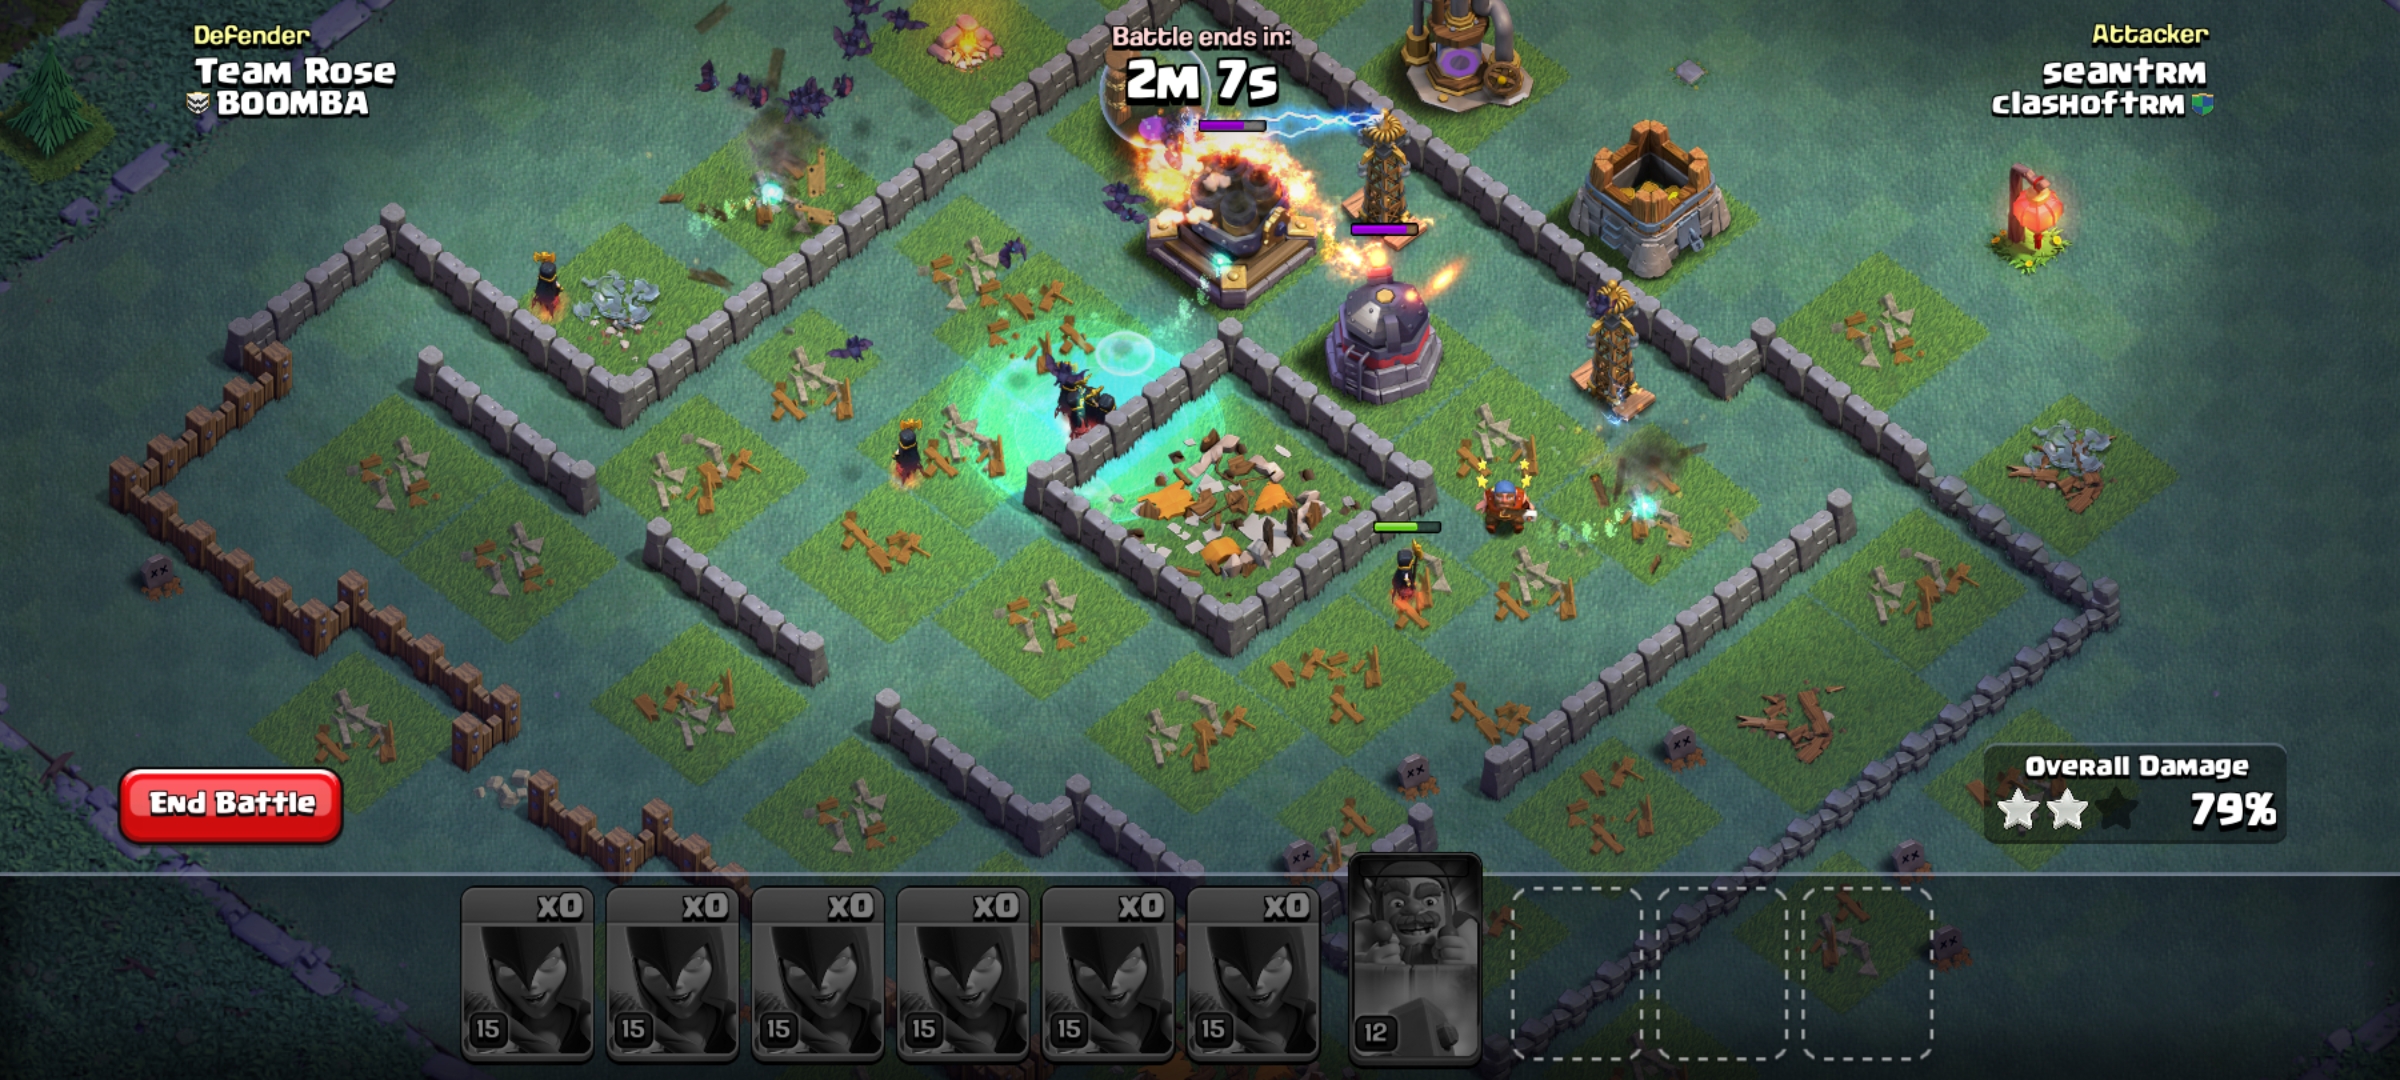 Defender
Team Rose
BOOMBA
Battle ends in:
2M 7s
Attacker
seantRM
clashoftRM
End Battle
Overall Damage
79%
x0
x0
x0
x0
x0
x0
15
15
15
15
15
15
12